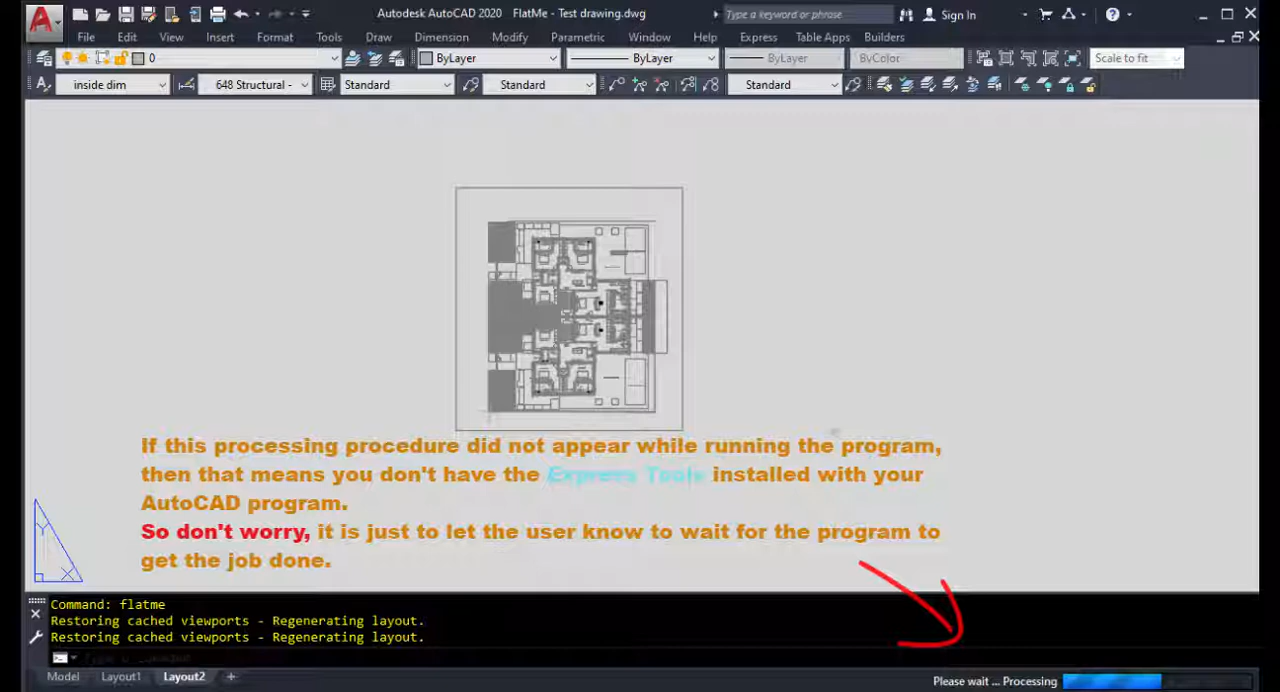 Autodesk AutoCAD 2020 FlatMe - Test drawing.dwg
Type a keyword or phrase
Sign In
File Edit View Insert Format Tools Draw Dimension Modify Parametric Window Help Express Table Apps Builders
0 ByLayer ByLayer ByLayer ByColor Scale to fit
inside dim 648 Structural - Standard Standard Standard
If this processing procedure did not appear while running the program,
then that means you don't have the Express Tools installed with your
AutoCAD program.
So don't worry, it is just to let the user know to wait for the program to
get the job done.
Y
X
Command: flatme
Restoring cached viewports - Regenerating layout.
Restoring cached viewports - Regenerating layout.
Model Layout1 Layout2 +
Please wait ... Processing